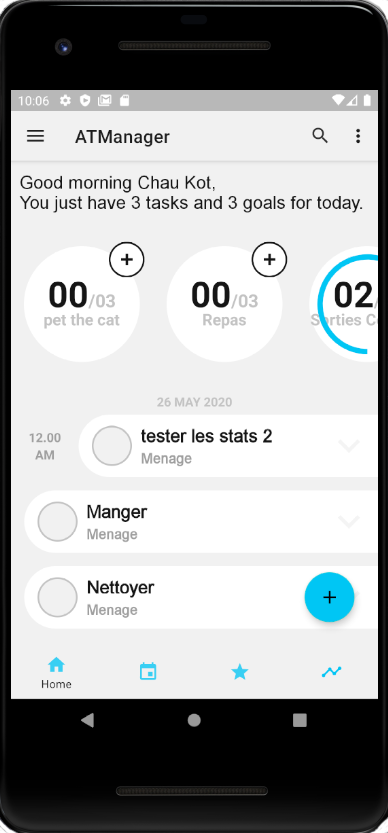 10:06
ATManager
Good morning Chau Kot,
You just have 3 tasks and 3 goals for today.
00/03
pet the cat
00/03
Repas
02/
Sorties C
26 MAY 2020
12.00
AM
tester les stats 2
Menage
Manger
Menage
Nettoyer
Menage
Home